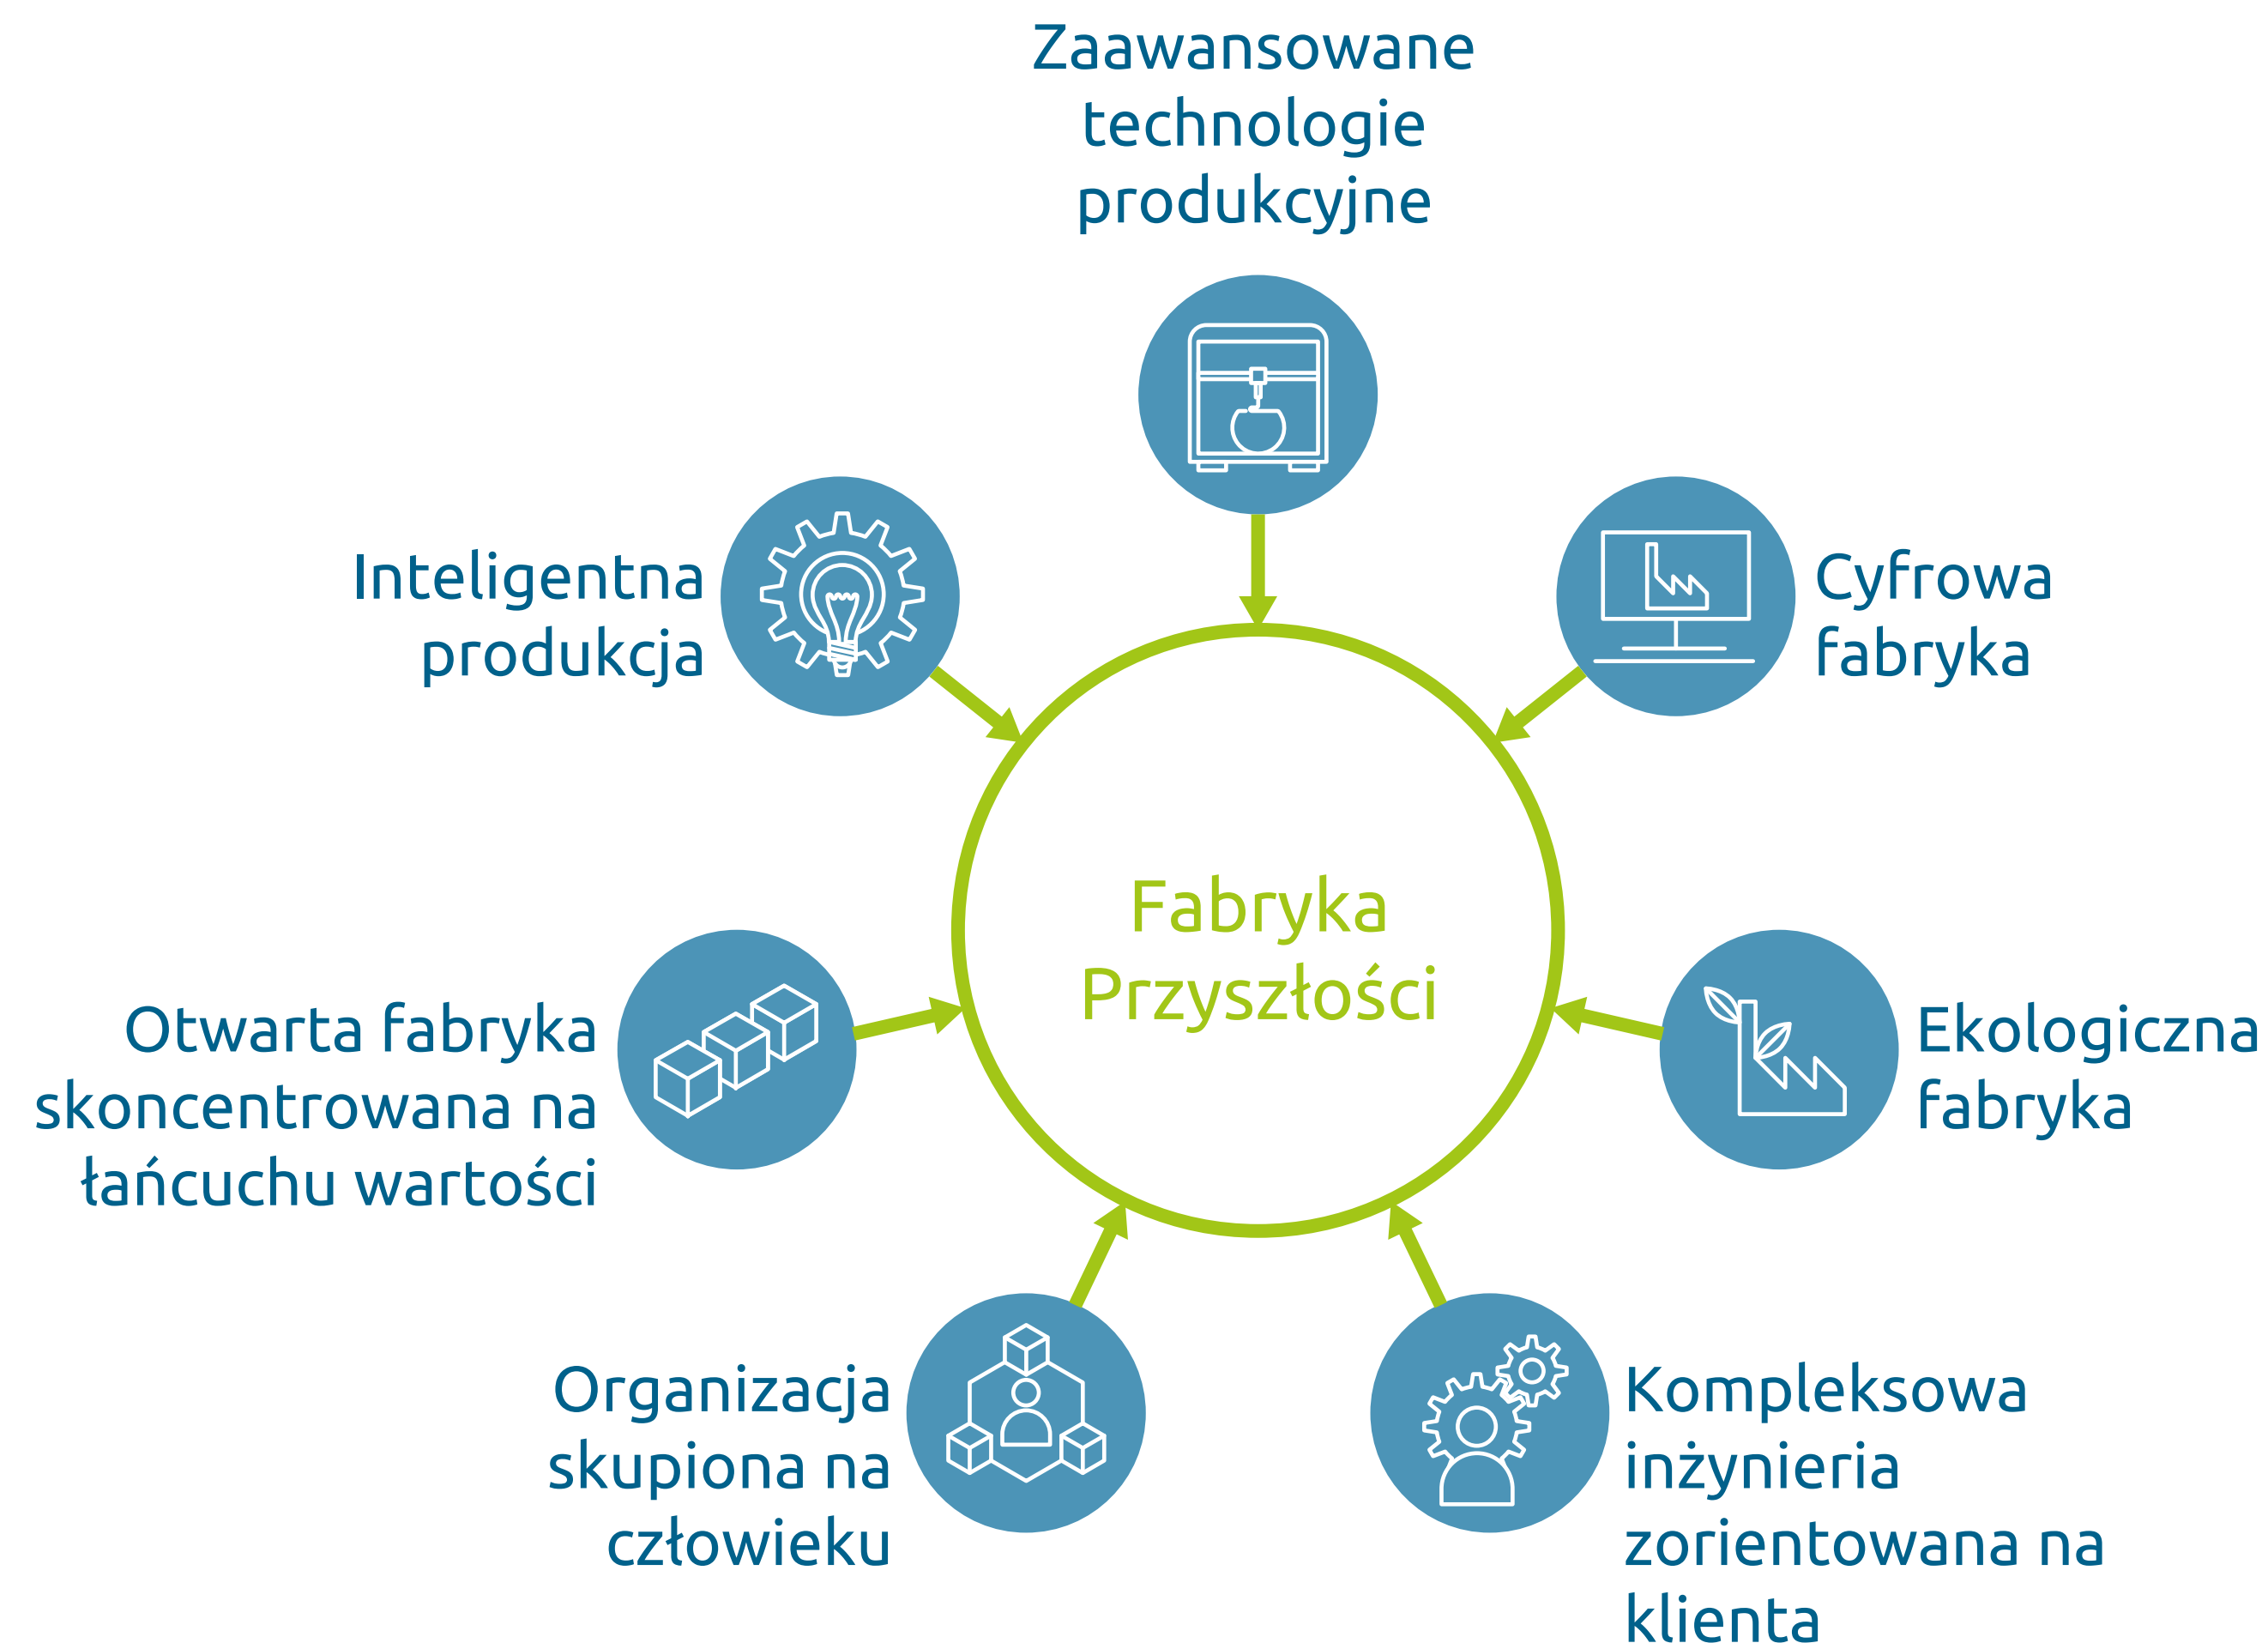 Zaawansowane
technologie
produkcyjne
Inteligentna
produkcja
Cyfrowa
fabryka
Fabryka
Przyszłości
Otwarta fabryka
skoncentrowana na
łańcuchu wartości
Ekologiczna
fabryka
Organizacja
skupiona na
człowieku
Kompleksowa
inżynieria
zorientowana na
klienta